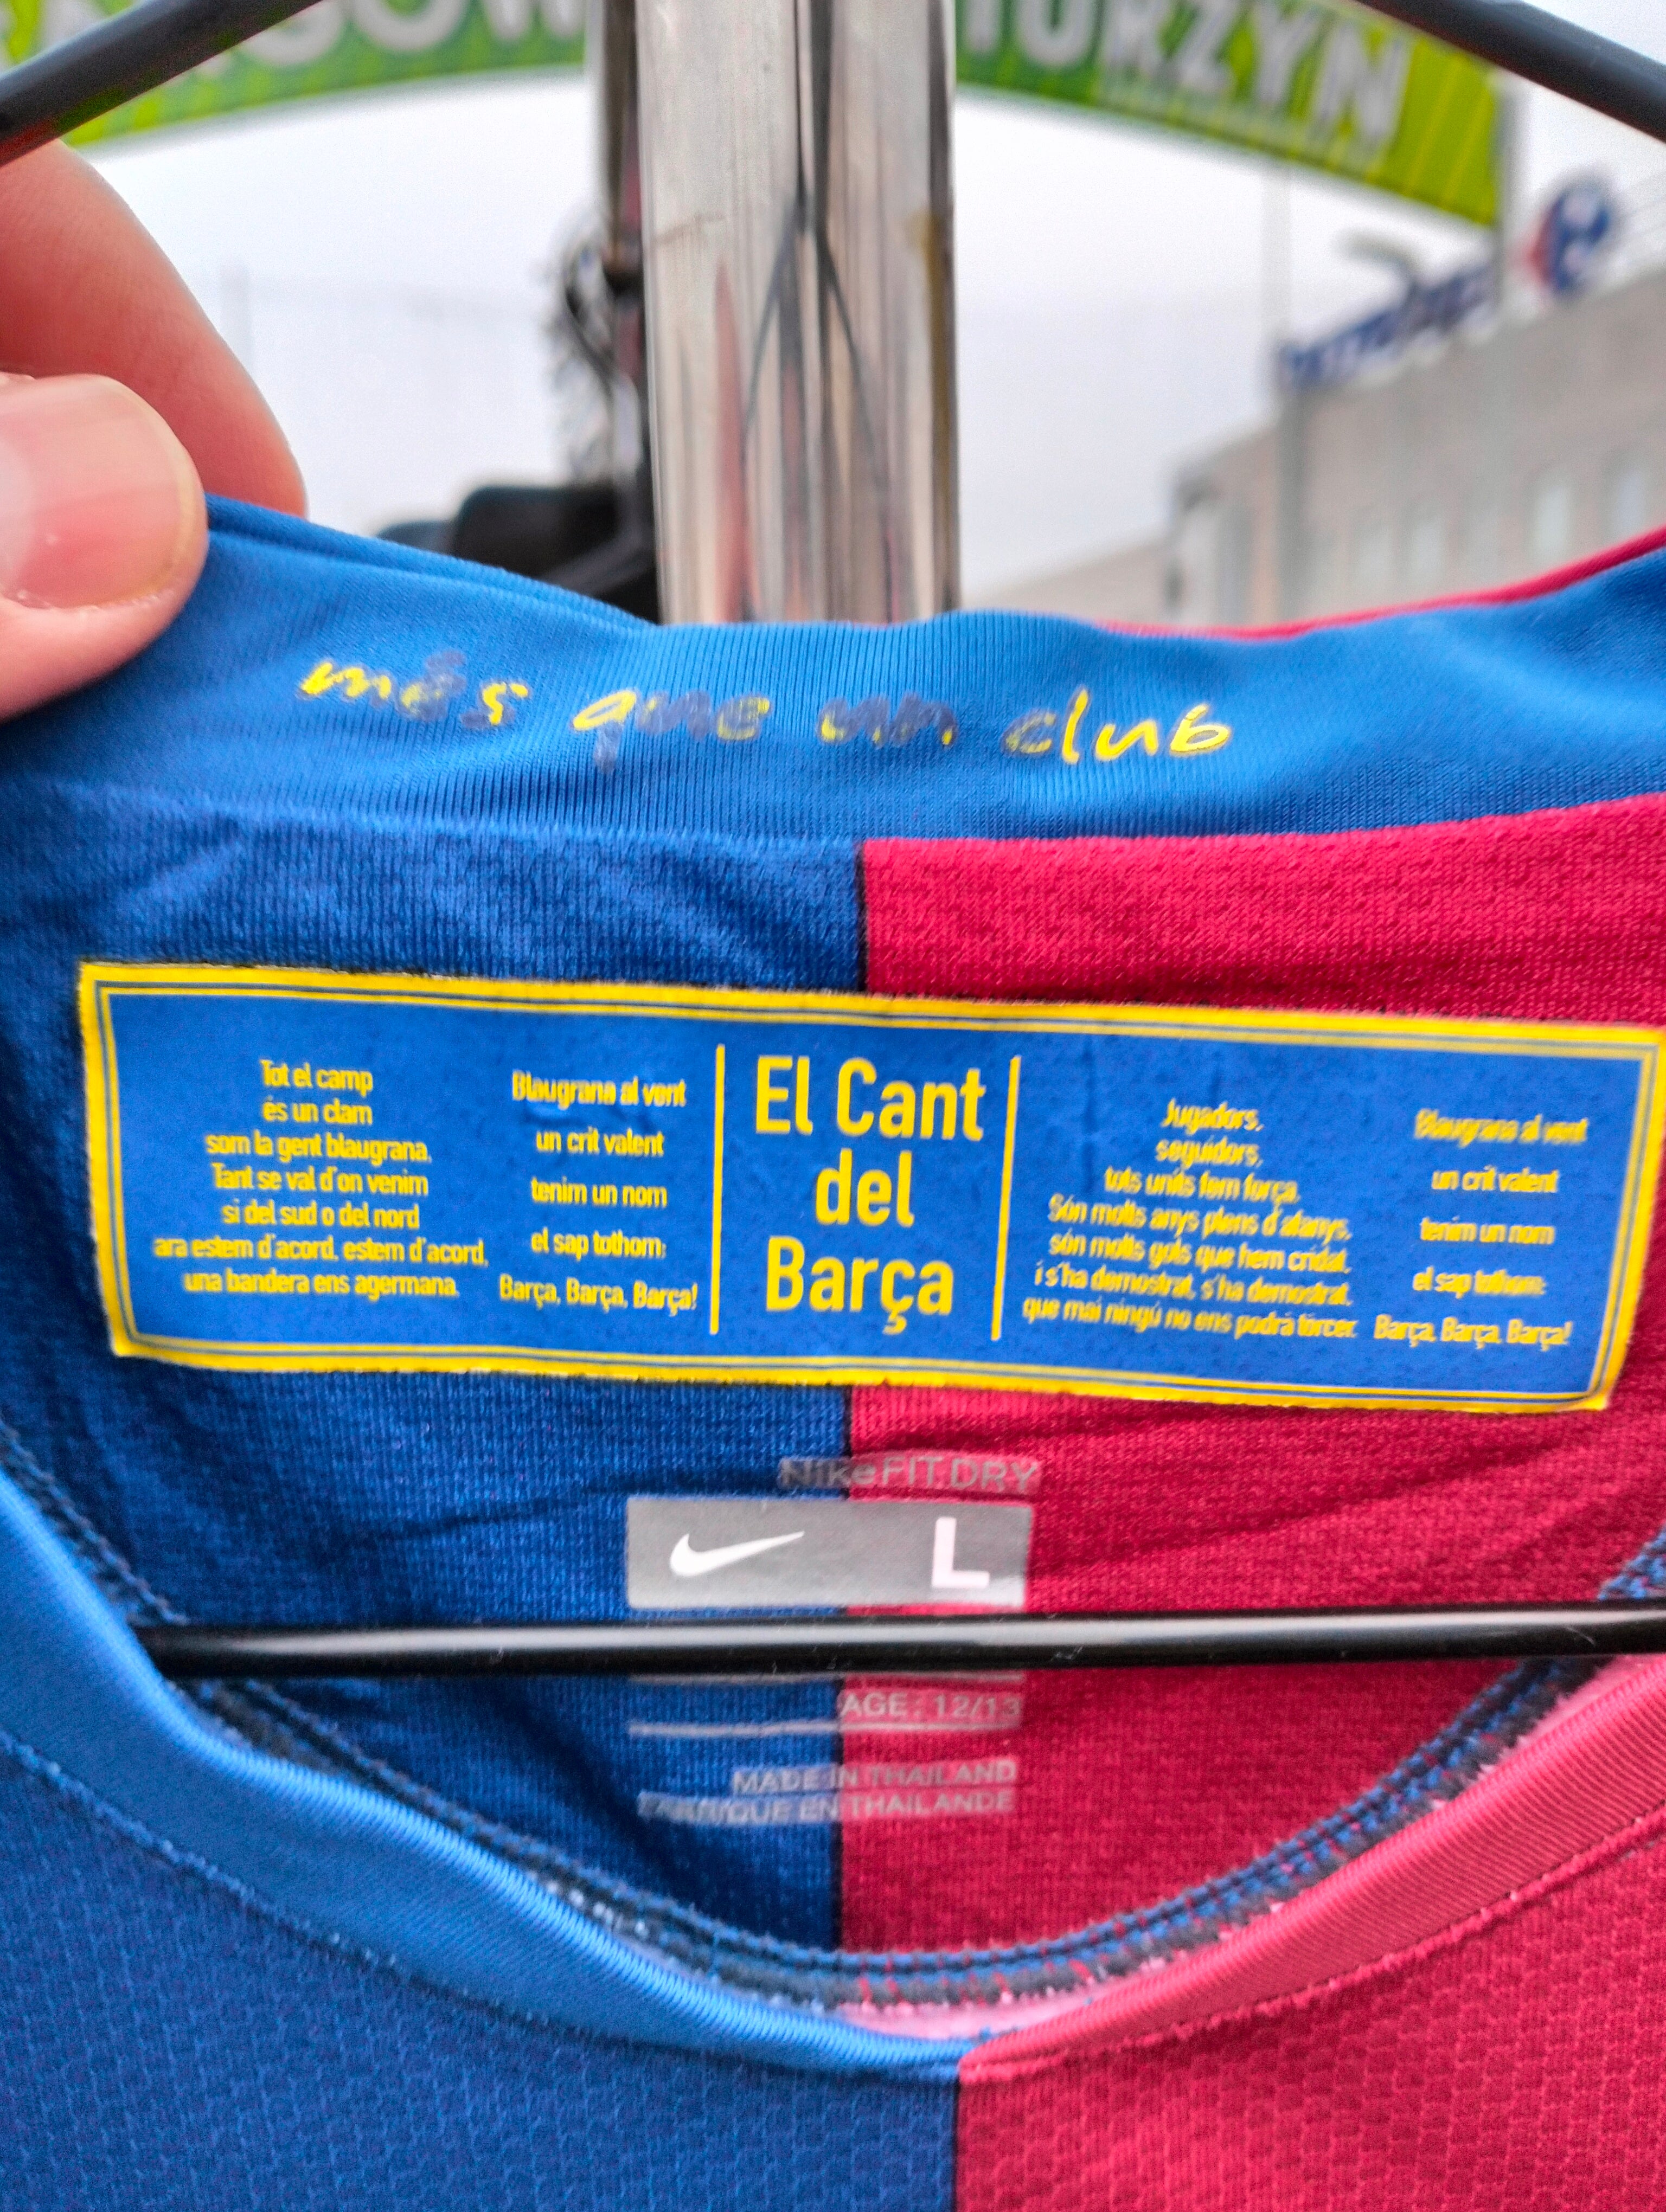 més que un club
Tot el camp
és un clam
som la gent blaugrana,
Tant se val d'on venim
si del sud o del nord
ara estem d'acord, estem d'acord,
una bandera ens agermana.
Blaugrana al vent
un crit valent
tenim un nom
el sap tothom:
Barça, Barça, Barça!
El Cant
del
Barça
Jugadors,
seguidors,
tots units fem força.
Són molts anys plens d'afanys,
són molts gols que hem cridat,
i s'ha demostrat, s'ha demostrat,
que mai ningú no ens podrà tòrcer.
Blaugrana al vent
un crit valent
tenim un nom
el sap tothom:
Barça, Barça, Barça!
NikeFIT DRY
L
AGE : 12/13
MADE IN THAILAND
FABRIQUE EN THAILANDE